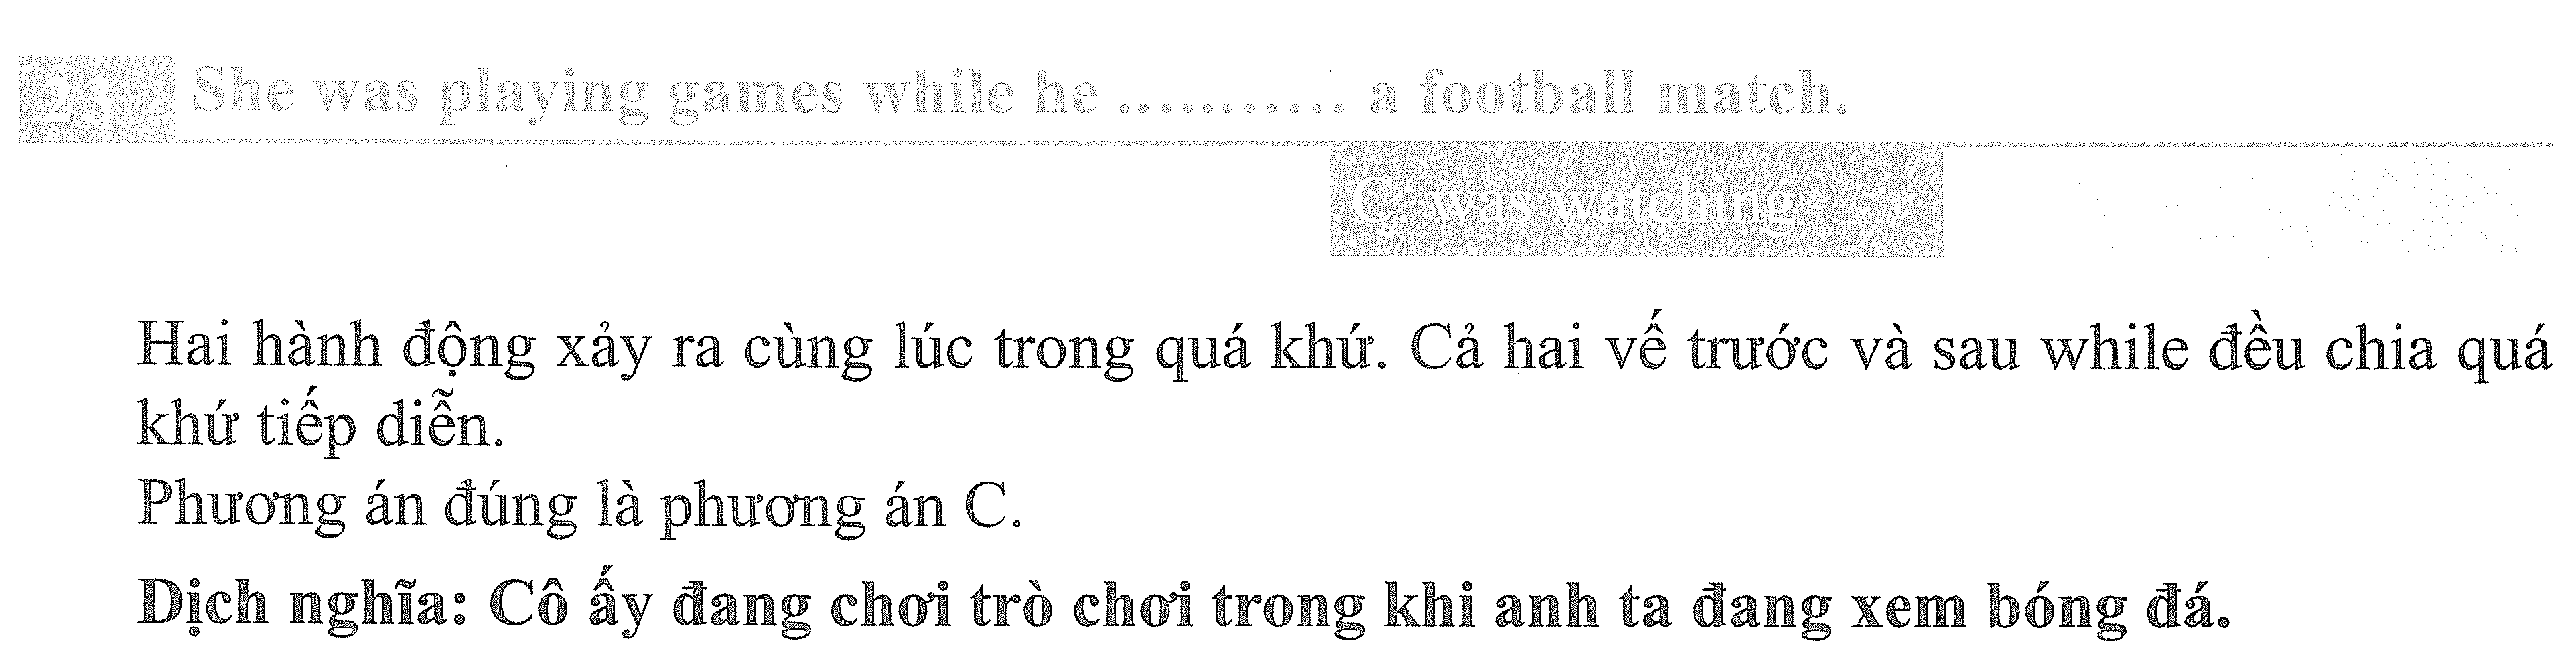 23 She was playing games while he ........... a football match.
C. was watching
Hai hành động xảy ra cùng lúc trong quá khứ. Cả hai vế trước và sau while đều chia quá
khứ tiếp diễn.
Phương án đúng là phương án C.
Dịch nghĩa: Cô ấy đang chơi trò chơi trong khi anh ta đang xem bóng đá.